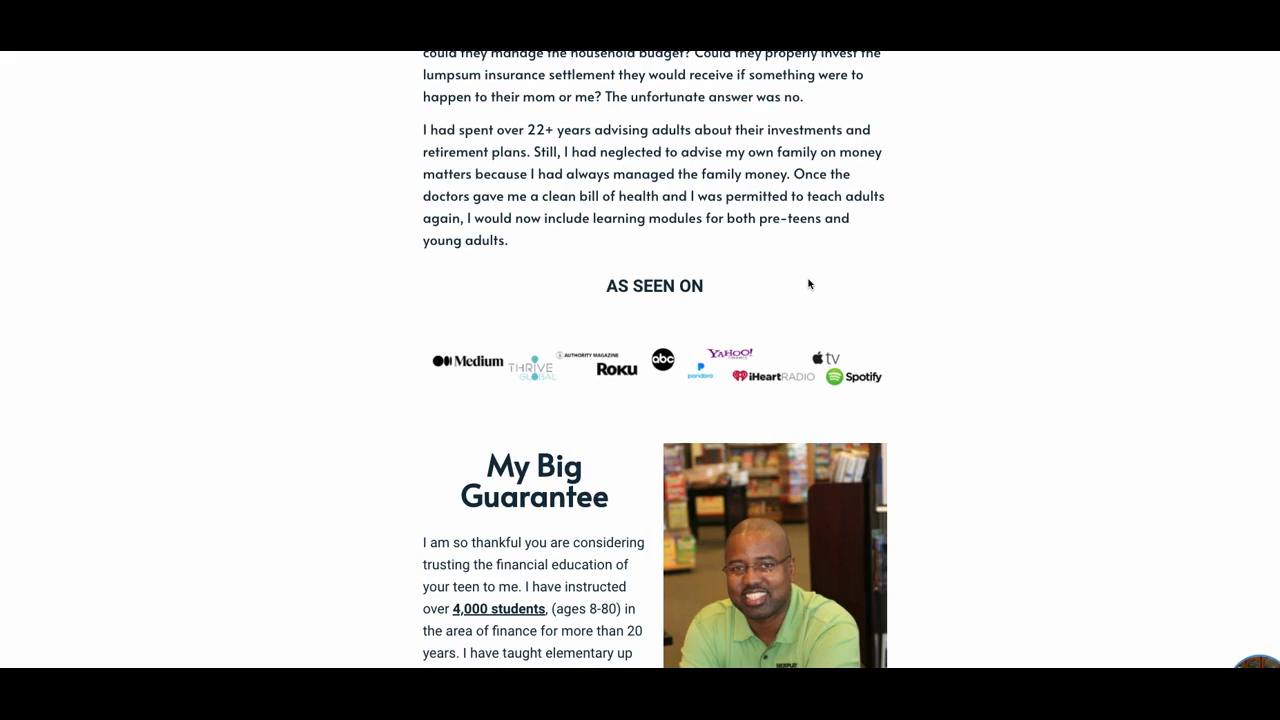 could they manage the household budget? Could they properly invest the
lumpsum insurance settlement they would receive if something were to
happen to their mom or me? The unfortunate answer was no.
I had spent over 22+ years advising adults about their investments and
retirement plans. Still, I had neglected to advise my own family on money
matters because I had always managed the family money. Once the
doctors gave me a clean bill of health and I was permitted to teach adults
again, I would now include learning modules for both pre-teens and
young adults.
AS SEEN ON
Medium
THRIVE
GLOBAL
AUTHORITY MAGAZINE
ROKU
abc
YAHOO!
FINANCE
pandora
iHeartRADIO
tv
Spotify
My Big
Guarantee
I am so thankful you are considering
trusting the financial education of
your teen to me. I have instructed
over 4,000 students, (ages 8-80) in
the area of finance for more than 20
years. I have taught elementary up